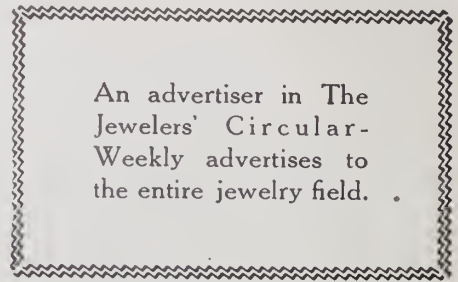 An advertiser in The
Jewelers' Circular-
Weekly advertises to
the entire jewelry field.